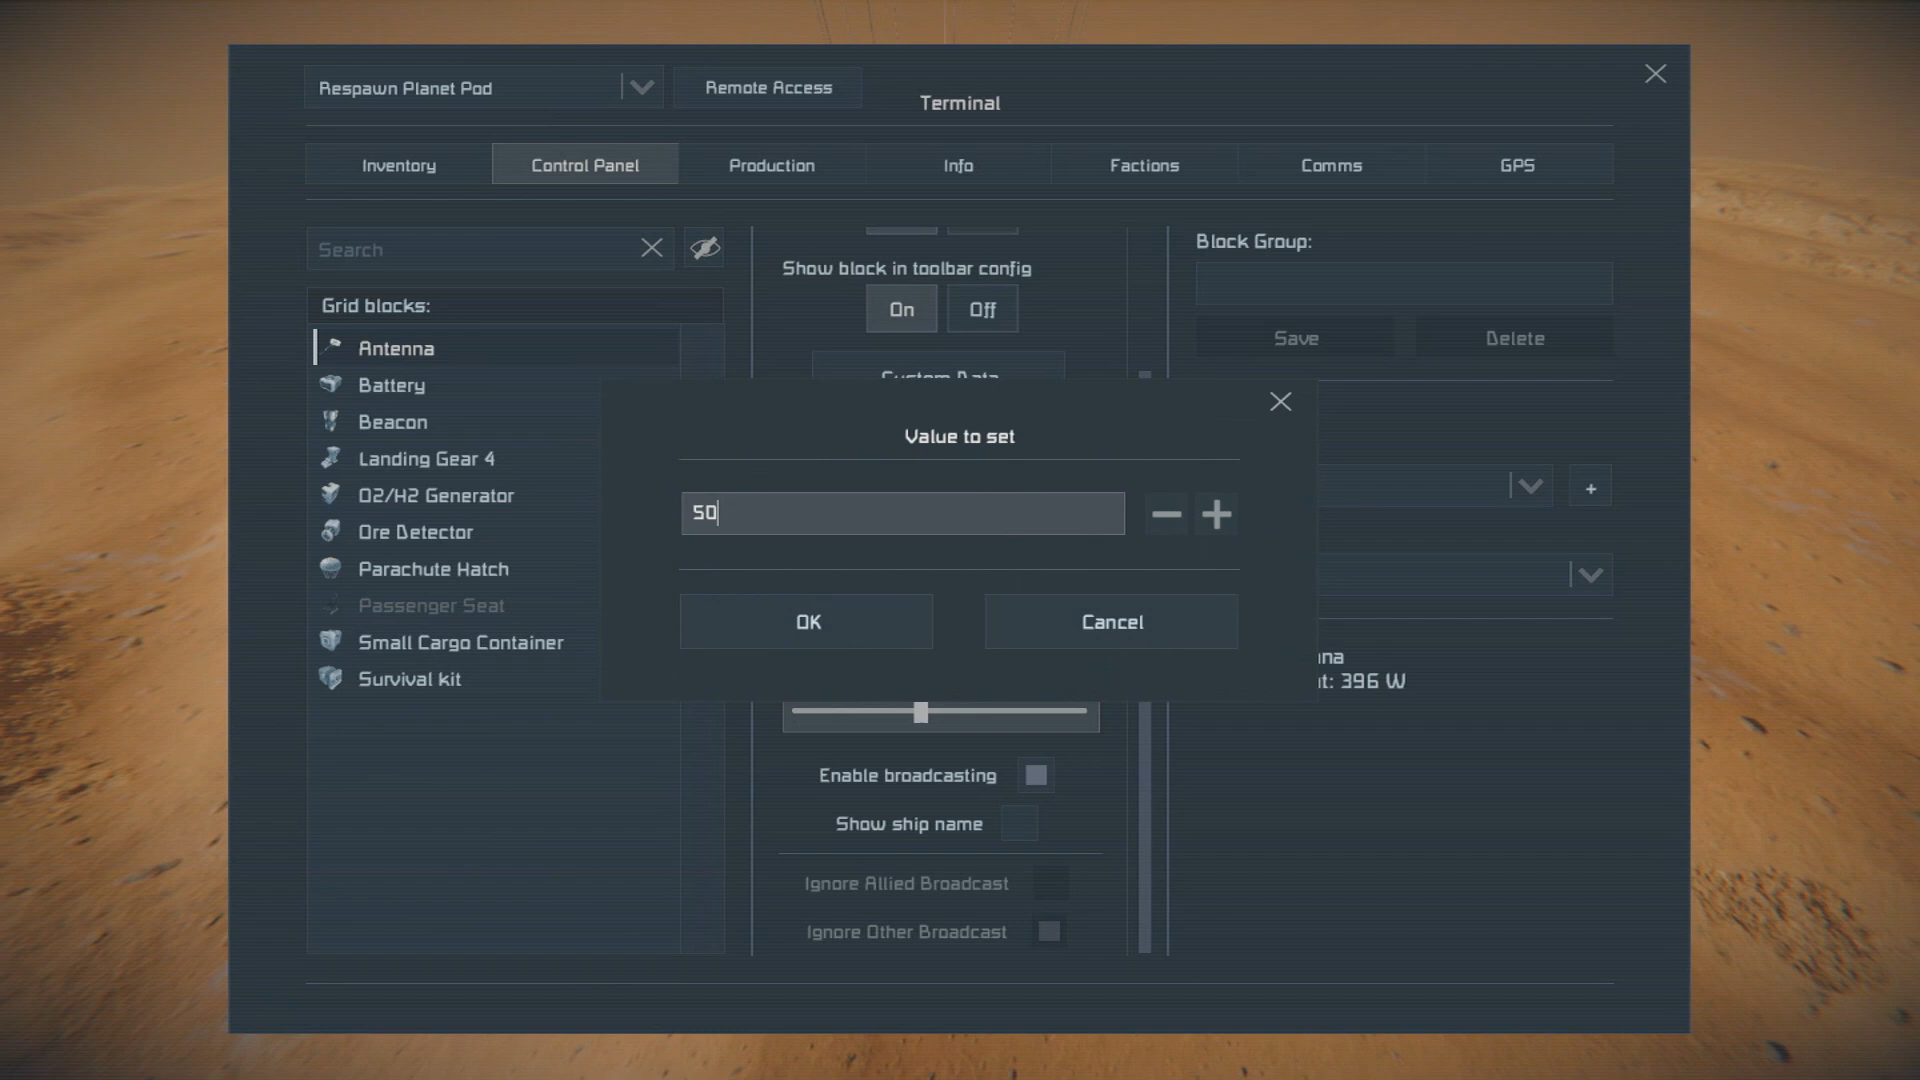 Respawn Planet Pod
Remote Access
Terminal
Inventory
Control Panel
Production
Info
Factions
Comms
GPS
Search
Grid blocks:
Antenna
Battery
Beacon
Landing Gear 4
O2/H2 Generator
Ore Detector
Parachute Hatch
Passenger Seat
Small Cargo Container
Survival kit
Show block in toolbar config
On
Off
Custom Data
Value to set
50
OK
Cancel
Enable broadcasting
Show ship name
Ignore Allied Broadcast
Ignore Other Broadcast
Block Group:
Save
Delete
+
396 W